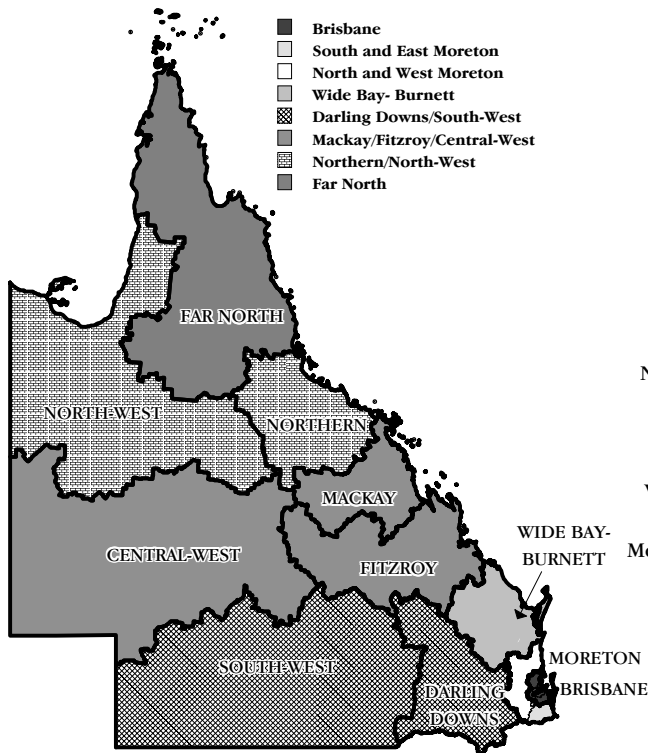 Brisbane
South and East Moreton
North and West Moreton
Wide Bay- Burnett
Darling Downs/South-West
Mackay/Fitzroy/Central-West
Northern/North-West
Far North
FAR NORTH
N
NORTH-WEST
NORTHERN
MACKAY
V
WIDE BAY-
BURNETT
CENTRAL-WEST
FITZROY
Mo
MORETON
SOUTH-WEST
BRISBANE
DARLING
DOWNS